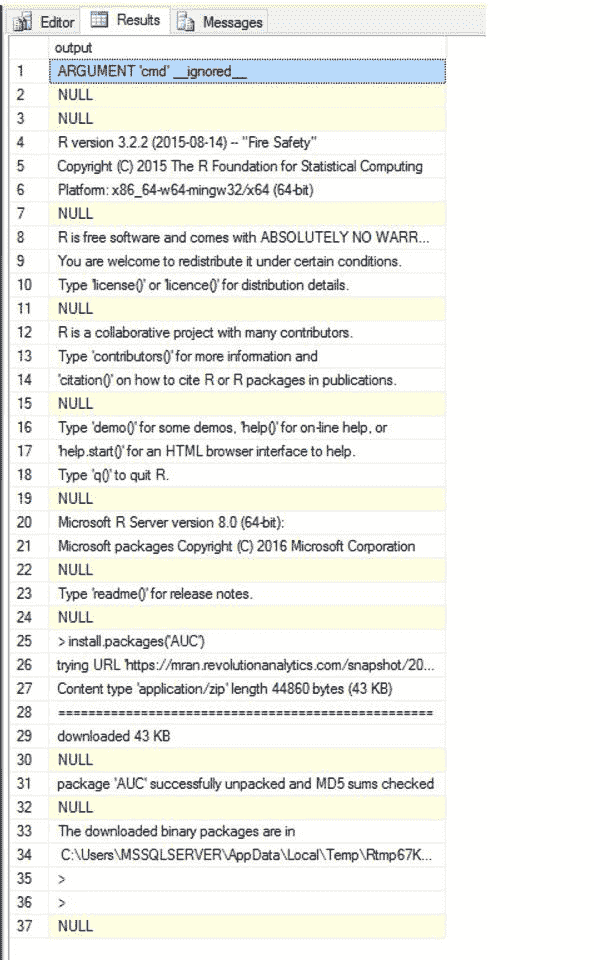 Editor Results Messages
output
1 ARGUMENT 'cmd' __ignored__
2 NULL
3 NULL
4 R version 3.2.2 (2015-08-14) -- "Fire Safety"
5 Copyright (C) 2015 The R Foundation for Statistical Computing
6 Platform: x86_64-w64-mingw32/x64 (64-bit)
7 NULL
8 R is free software and comes with ABSOLUTELY NO WARR...
9 You are welcome to redistribute it under certain conditions.
10 Type 'license()' or 'licence()' for distribution details.
11 NULL
12 R is a collaborative project with many contributors.
13 Type 'contributors()' for more information and
14 'citation()' on how to cite R or R packages in publications.
15 NULL
16 Type 'demo()' for some demos, 'help()' for on-line help, or
17 'help.start()' for an HTML browser interface to help.
18 Type 'q()' to quit R.
19 NULL
20 Microsoft R Server version 8.0 (64-bit):
21 Microsoft packages Copyright (C) 2016 Microsoft Corporation
22 NULL
23 Type 'readme()' for release notes.
24 NULL
25 > install.packages('AUC')
26 trying URL 'https://mran.revolutionanalytics.com/snapshot/20...
27 Content type 'application/zip' length 44860 bytes (43 KB)
28 ==================================================
29 downloaded 43 KB
30 NULL
31 package 'AUC' successfully unpacked and MD5 sums checked
32 NULL
33 The downloaded binary packages are in
34 C:\Users\MSSQLSERVER\AppData\Local\Temp\Rtmp67K...
35 >
36 >
37 NULL